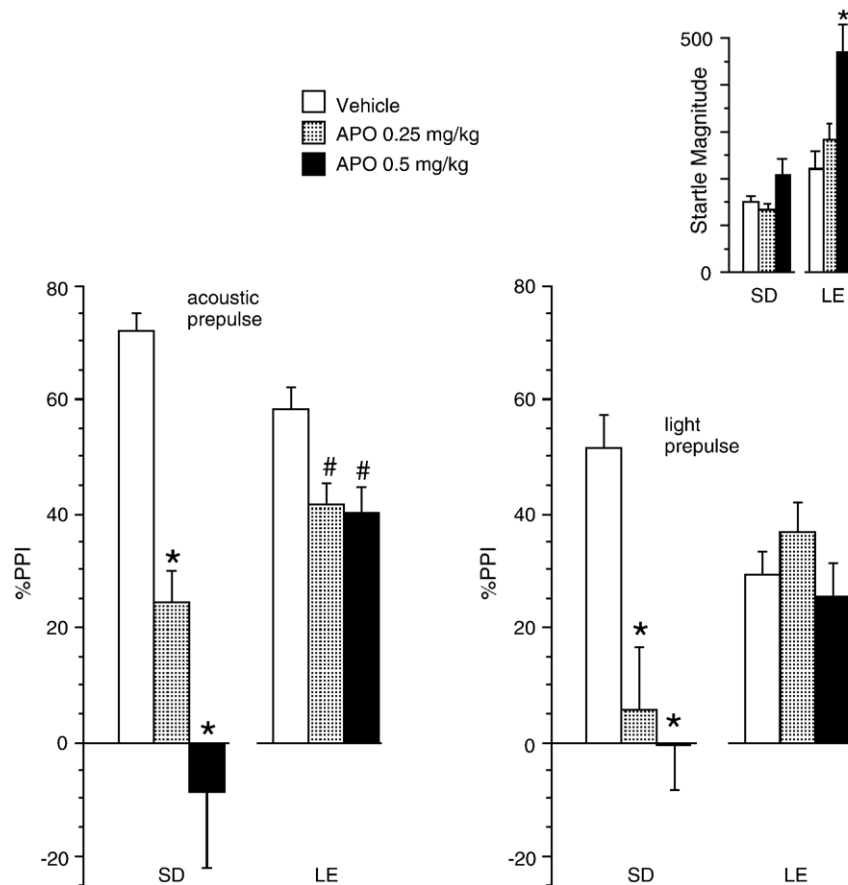 *
500
Startle Magnitude
0
SD LE
Vehicle
APO 0.25 mg/kg
APO 0.5 mg/kg
80
acoustic
prepulse
60
# #
40
%PPI
*
20
*
0
-20
SD LE
80
60
light
prepulse
40
%PPI
*
20
*
0
-20
SD LE